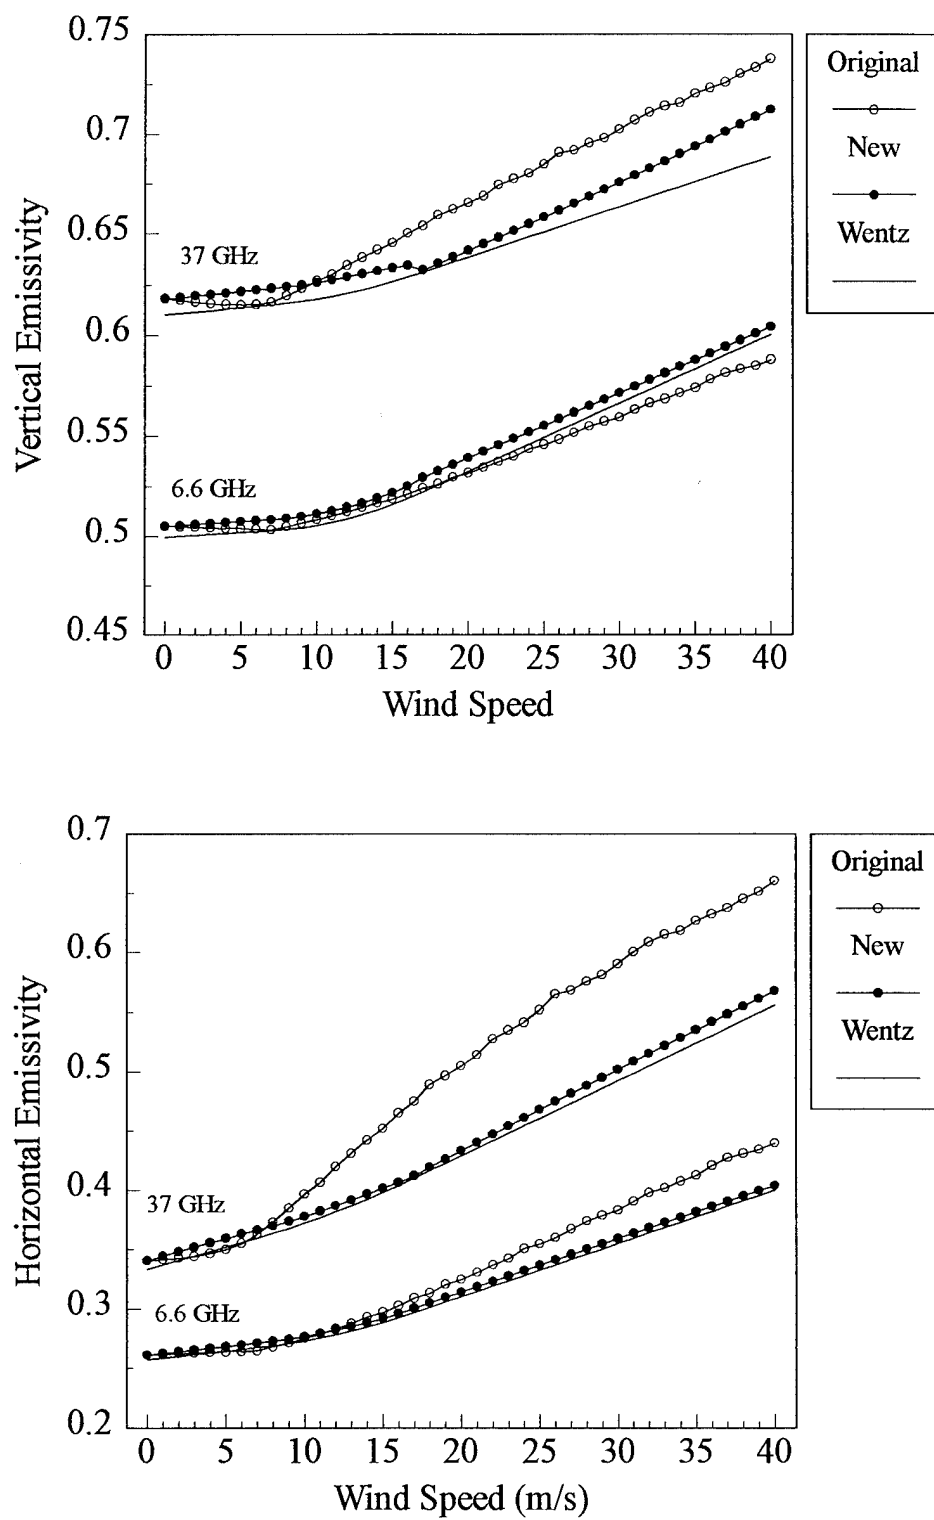 0.75
0.7
0.65
0.6
0.55
0.5
0.45
Vertical Emissivity
37 GHz
6.6 GHz
0 5 10 15 20 25 30 35 40
Wind Speed
Original
New
Wentz
0.7
0.6
0.5
0.4
0.3
0.2
Horizontal Emissivity
37 GHz
6.6 GHz
0 5 10 15 20 25 30 35 40
Wind Speed (m/s)
Original
New
Wentz